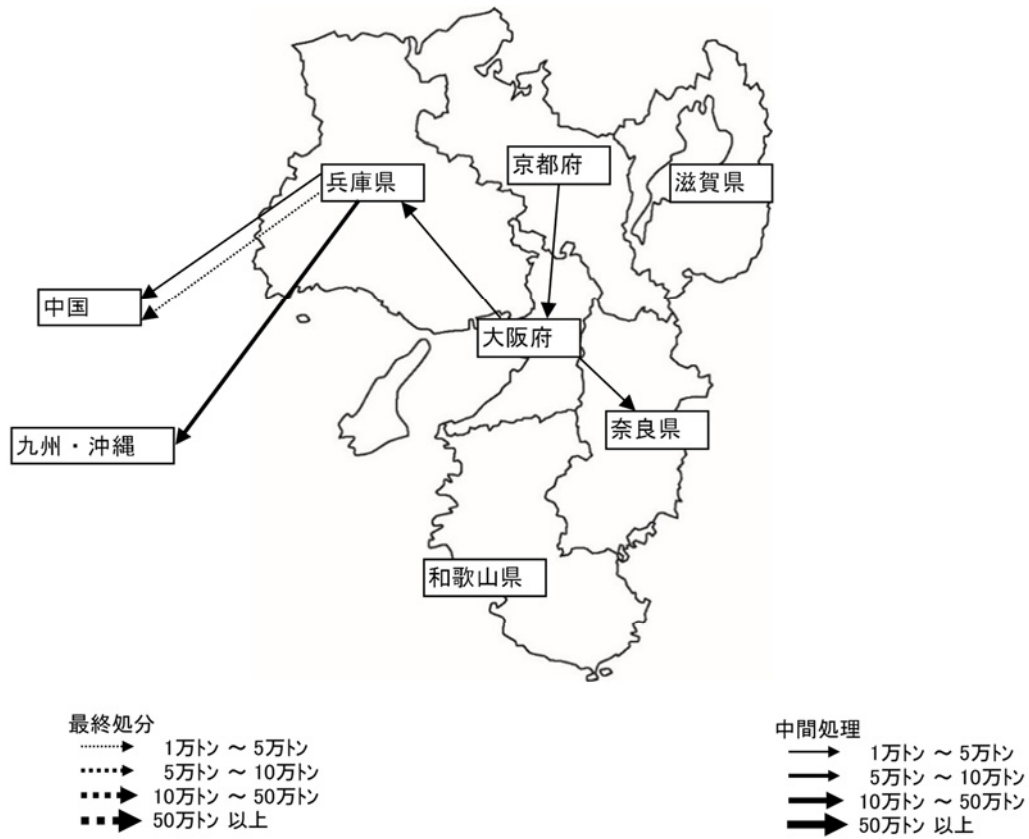 京都府
兵庫県
滋賀県
中国
大阪府
奈良県
九州・沖縄
和歌山県
最終処分
1万トン ～ 5万トン
5万トン ～ 10万トン
10万トン ～ 50万トン
50万トン 以上
中間処理
1万トン ～ 5万トン
5万トン ～ 10万トン
10万トン ～ 50万トン
50万トン 以上